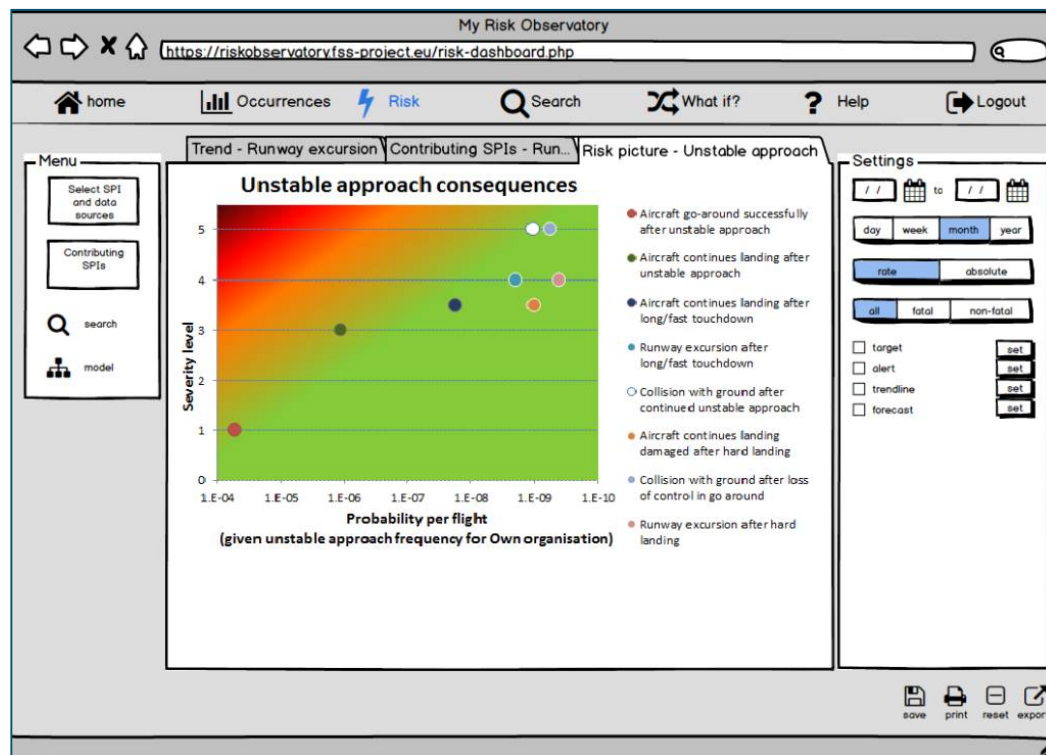 My Risk Observatory
https://riskobservatory.fss-project.eu/risk-dashboard.php
home
Occurrences
Risk
Search
What if?
? Help
Logout
Menu
Select SPI
and data
sources
Contributing
SPIs
search
model
Trend - Runway excursion
Contributing SPIs - Run...
Risk picture - Unstable approach
Unstable approach consequences
Severity level
5
4
3
2
1
0
1.E-04 1.E-05 1.E-06 1.E-07 1.E-08 1.E-09 1.E-10
Probability per flight
(given unstable approach frequency for Own organisation)
Aircraft go-around successfully
after unstable approach
Aircraft continues landing after
unstable approach
Aircraft continues landing after
long/fast touchdown
Runway excursion after
long/fast touchdown
Collision with ground after
continued unstable approach
Aircraft continues landing
damaged after hard landing
Collision with ground after loss
of control in go around
Runway excursion after hard
landing
Settings
/ / to / /
day week month year
rate absolute
all fatal non-fatal
target set
alert set
trendline set
forecast set
save print reset export